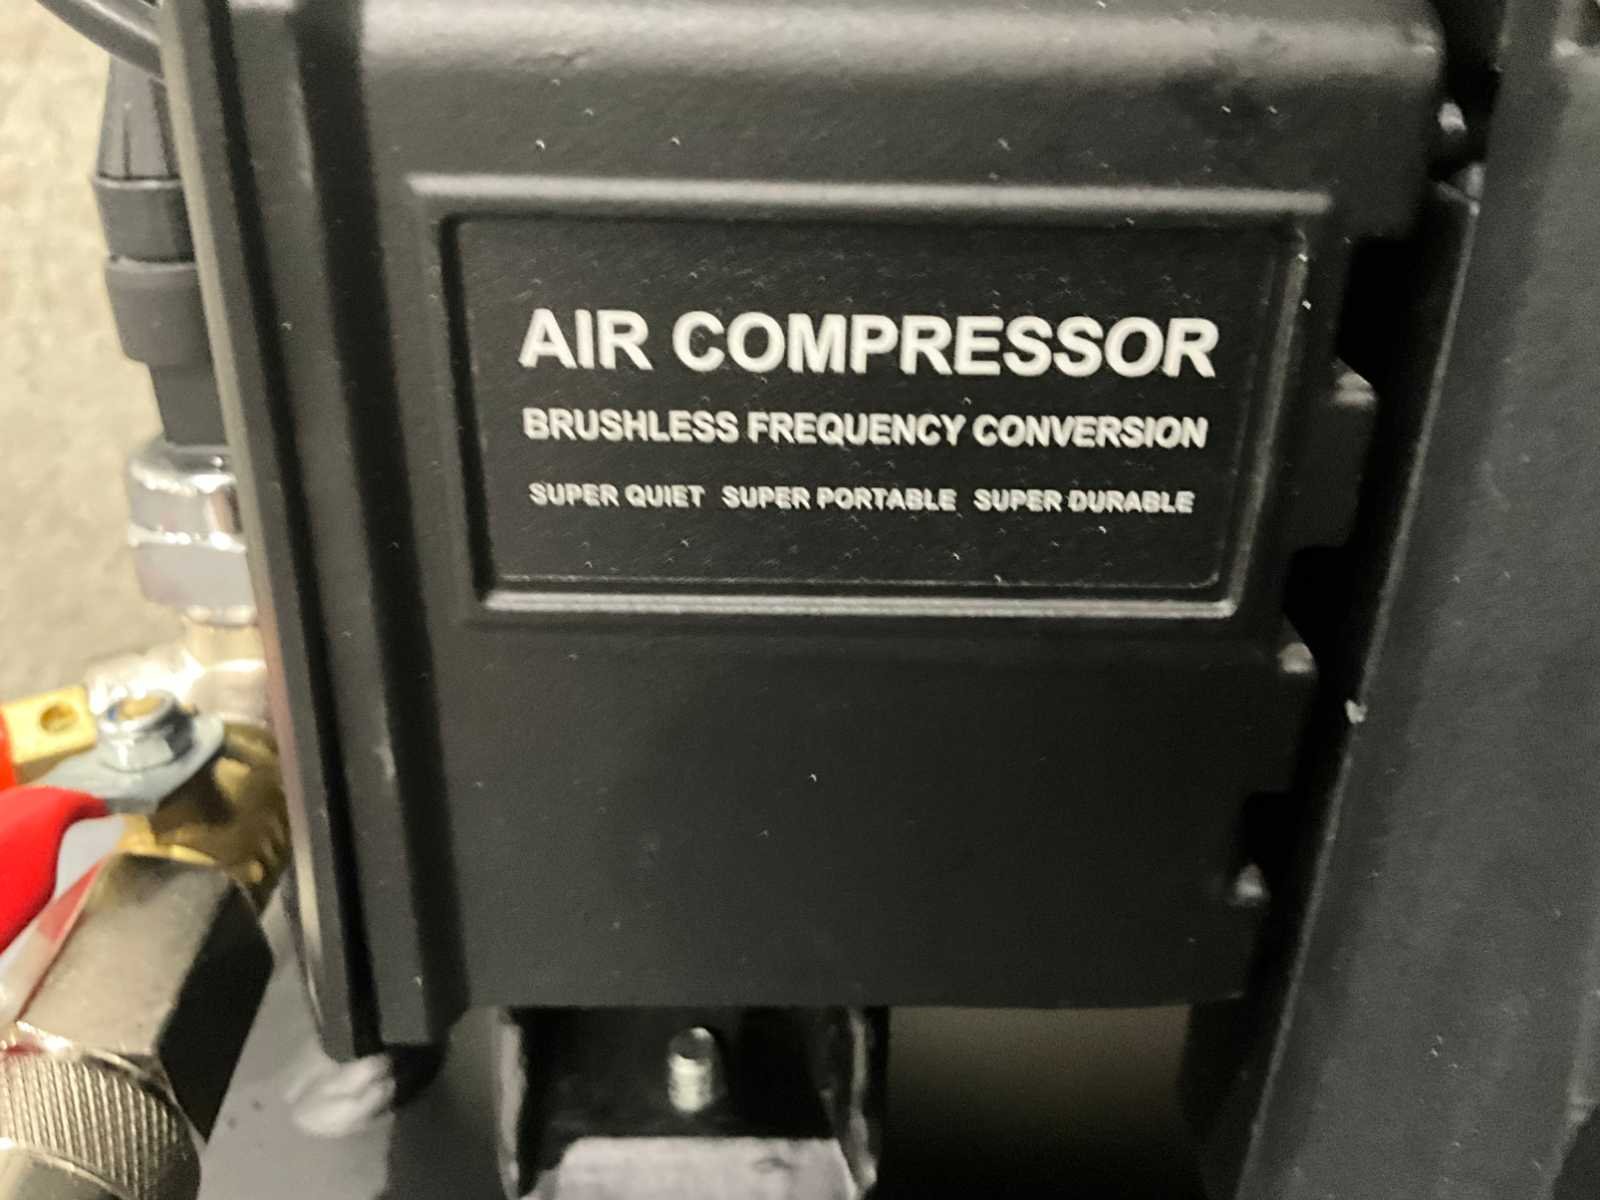 AIR COMPRESSOR
BRUSHLESS FREQUENCY CONVERSION
SUPER QUIET SUPER PORTABLE SUPER DURABLE